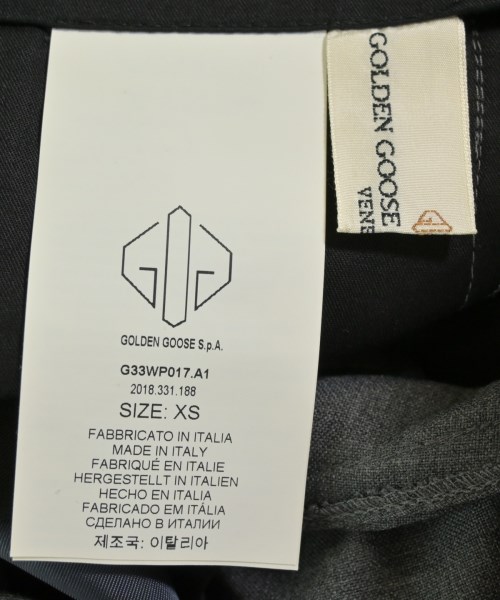 GOLDEN GOOSE S.p.A.
G33WP017.A1
2018.331.188
SIZE: XS
FABBRICATO IN ITALIA
MADE IN ITALY
FABRIQUÉ EN ITALIE
HERGESTELLT IN ITALIEN
HECHO EN ITALIA
FABRICADO EM ITÁLIA
СДЕЛАНО В ИТАЛИИ
제조국: 이탈리아
GOLDEN GOOSE